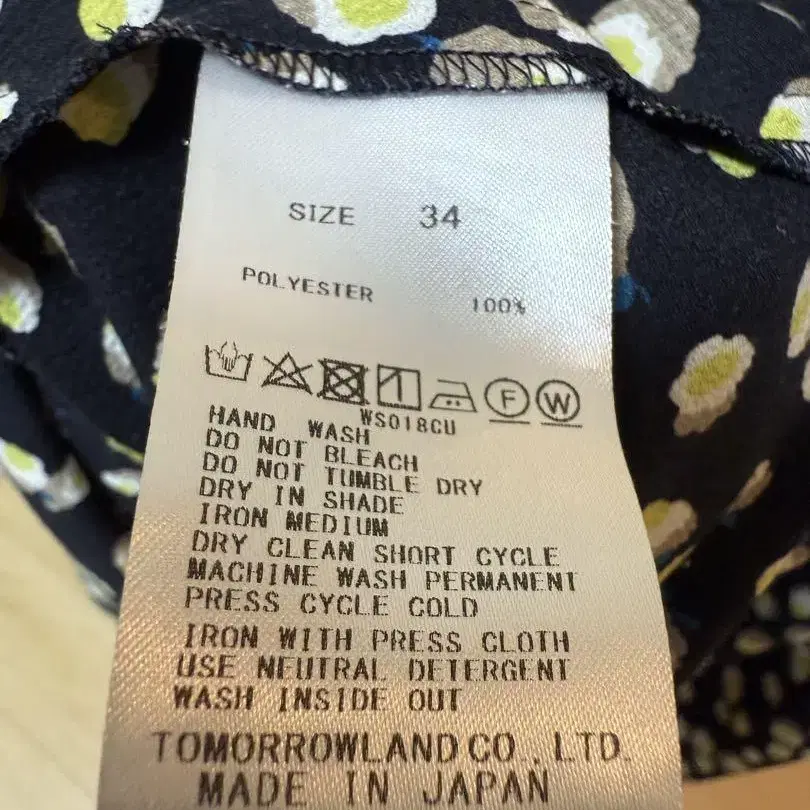 SIZE 34
POLYESTER 100%
F W
WS018CU
HAND WASH
DO NOT BLEACH
DO NOT TUMBLE DRY
DRY IN SHADE
IRON MEDIUM
DRY CLEAN SHORT CYCLE
MACHINE WASH PERMANENT
PRESS CYCLE COLD
IRON WITH PRESS CLOTH
USE NEUTRAL DETERGENT
WASH INSIDE OUT
TOMORROWLAND CO., LTD.
MADE IN JAPAN